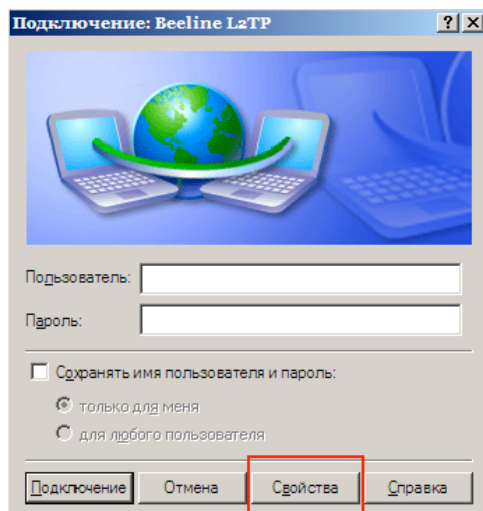 Подключение: Beeline L2TP
Пользователь:
Пароль:
Сохранять имя пользователя и пароль:
только для меня
для любого пользователя
Подключение Отмена Свойства Справка